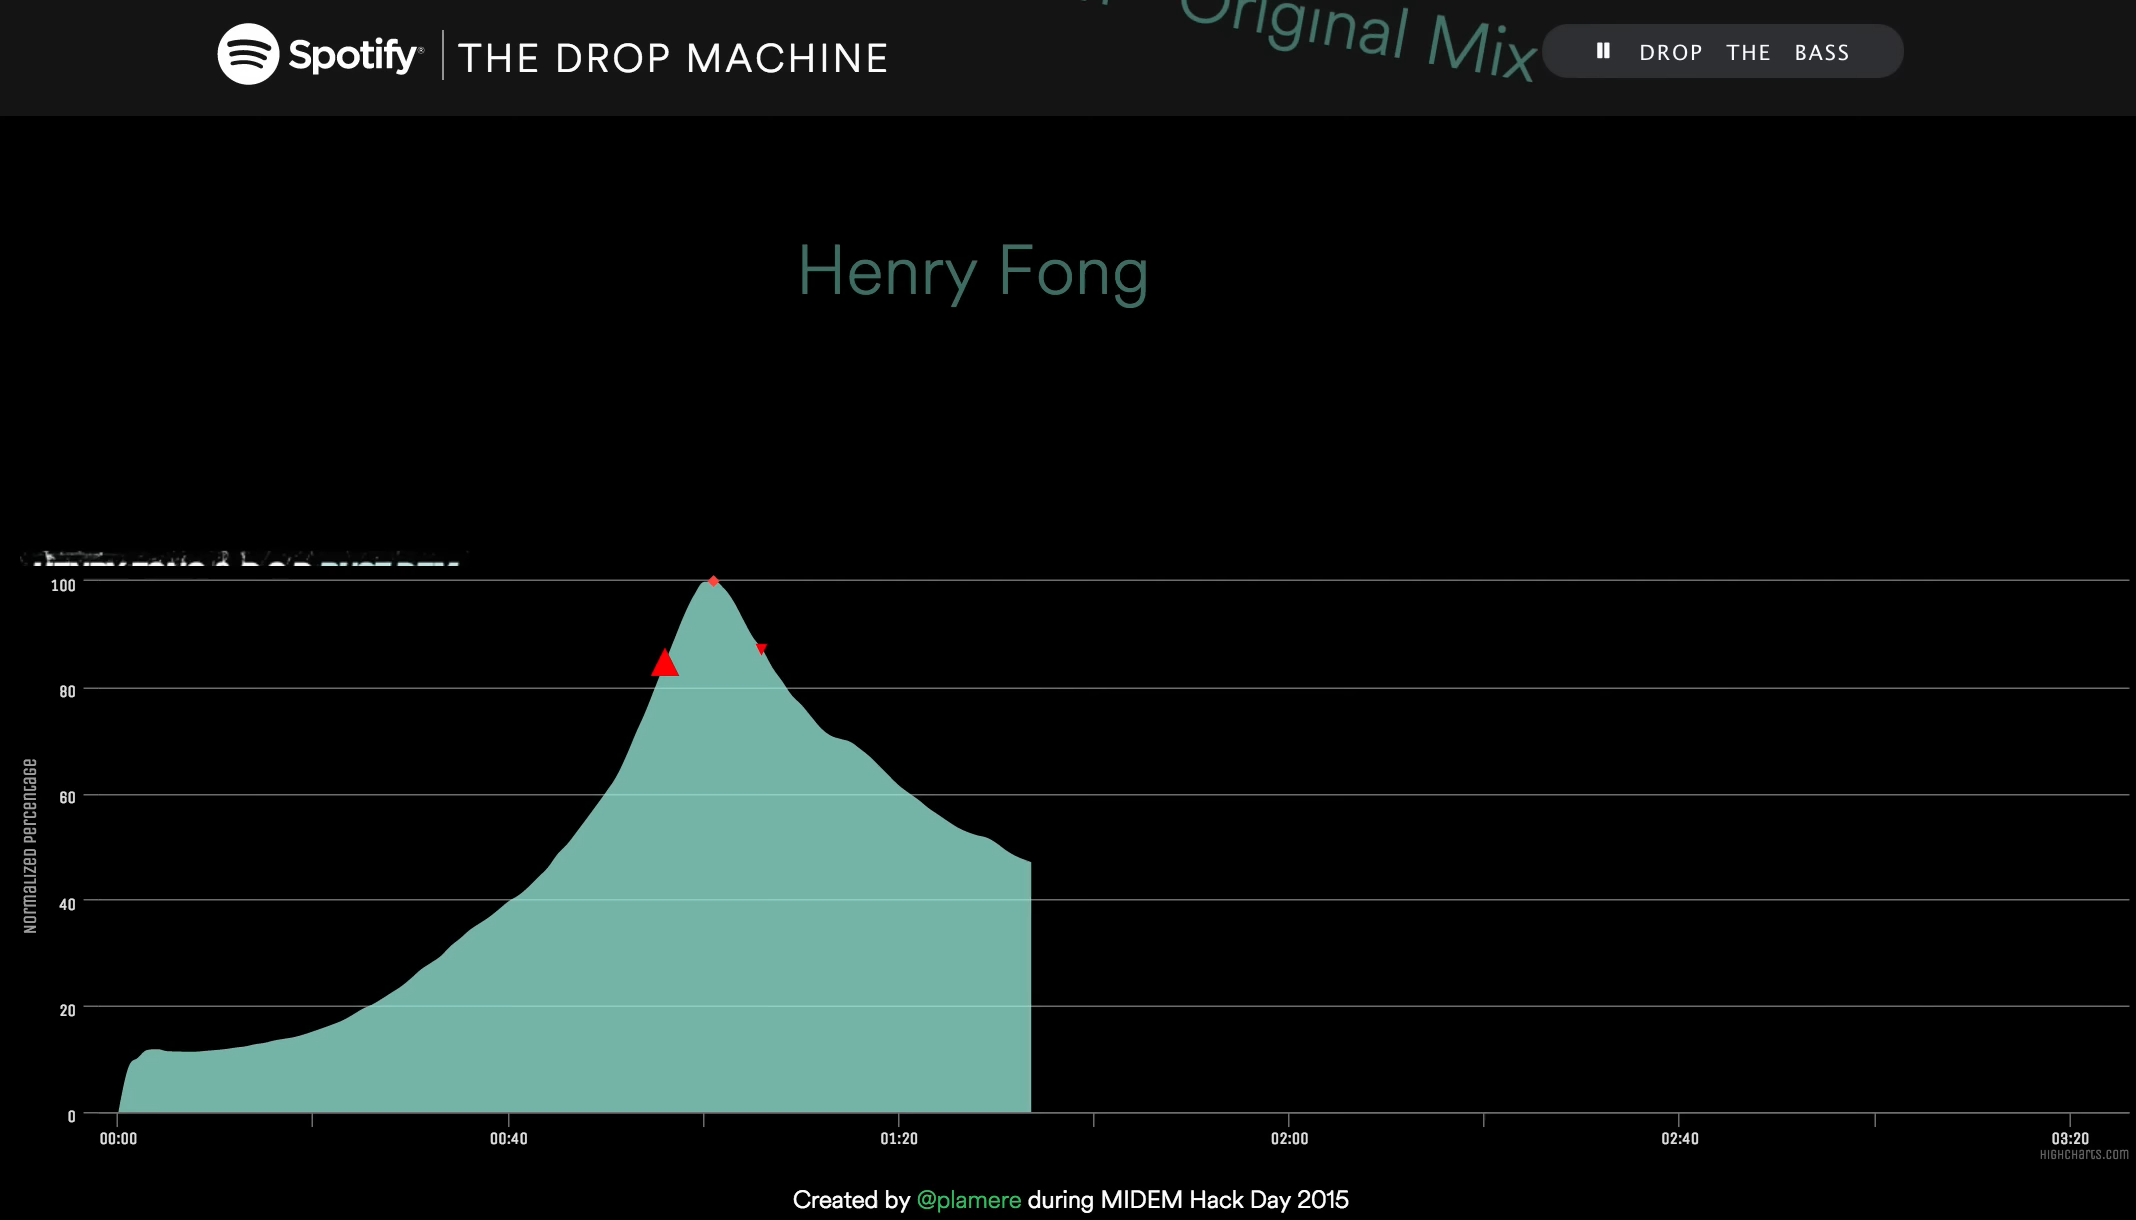 Original Mix
Spotify®
THE DROP MACHINE
DROP THE BASS
Henry Fong
100
80
60
40
20
0
Normalized percentage
00:00
00:40
01:20
02:00
02:40
03:20
Highcharts.com
Created by @plamere during MIDEM Hack Day 2015